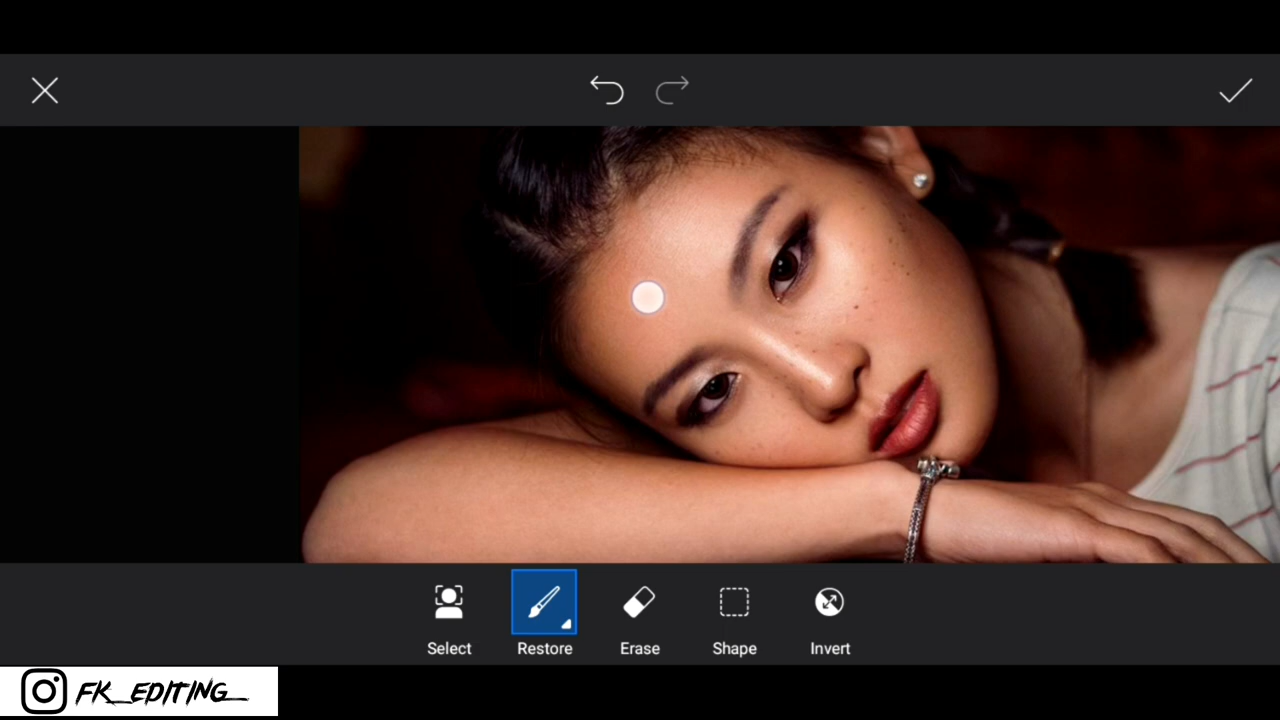 Select
Restore
Erase
Shape
Invert
FK_EDITING_